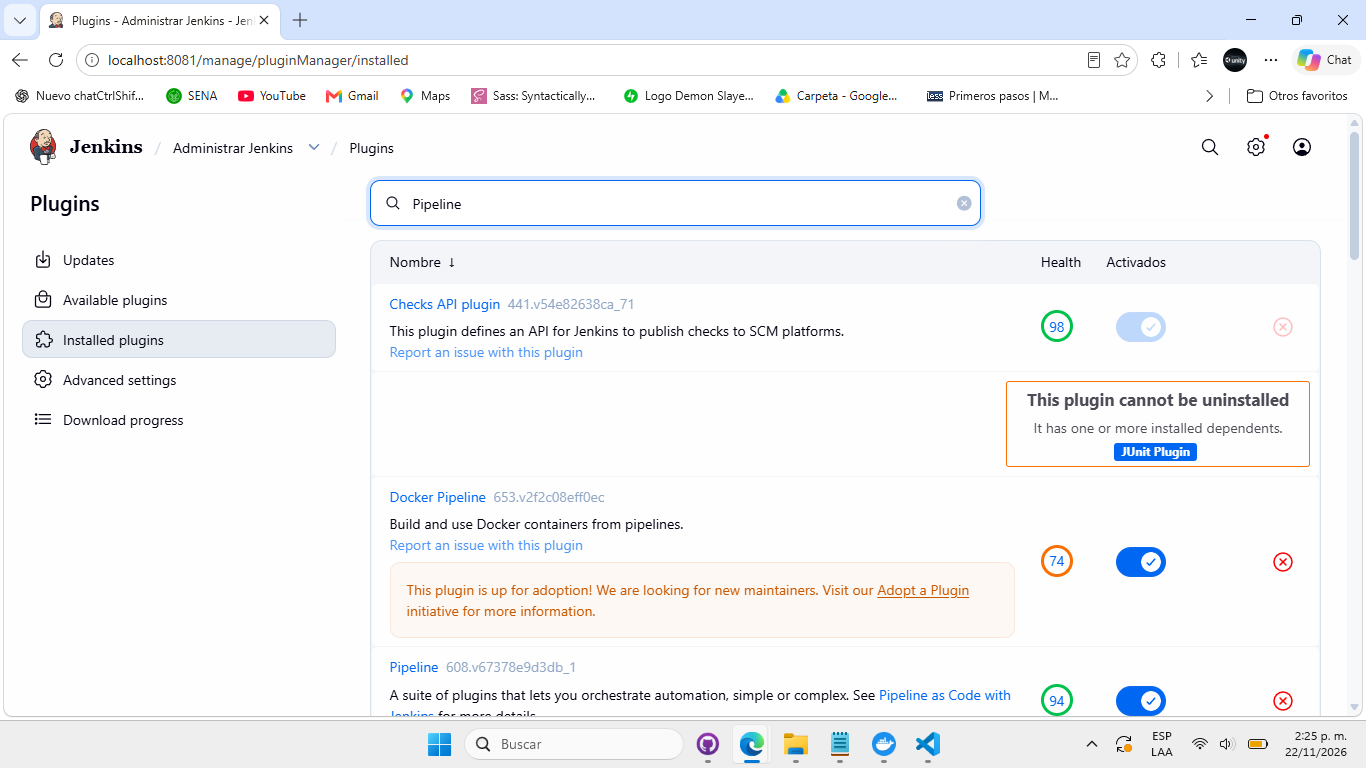 Plugins - Administrar Jenkins - Jen
localhost:8081/manage/pluginManager/installed
unity
Chat
Nuevo chatCtrlShif...
SENA
YouTube
Gmail
Maps
Sass: Syntactically...
Logo Demon Slaye...
Carpeta - Google...
less
Primeros pasos | M...
Otros favoritos
Jenkins / Administrar Jenkins / Plugins
Plugins
Updates
Available plugins
Installed plugins
Advanced settings
Download progress
Pipeline
Nombre ↓ Health Activados
Checks API plugin 441.v54e82638ca_71
This plugin defines an API for Jenkins to publish checks to SCM platforms.
Report an issue with this plugin
98
This plugin cannot be uninstalled
It has one or more installed dependents.
JUnit Plugin
Docker Pipeline 653.v2f2c08eff0ec
Build and use Docker containers from pipelines.
Report an issue with this plugin
74
This plugin is up for adoption! We are looking for new maintainers. Visit our Adopt a Plugin
initiative for more information.
Pipeline 608.v67378e9d3db_1
A suite of plugins that lets you orchestrate automation, simple or complex. See Pipeline as Code with
Jenkins for more details.
94
Buscar
ESP
LAA
2:25 p. m.
22/11/2026